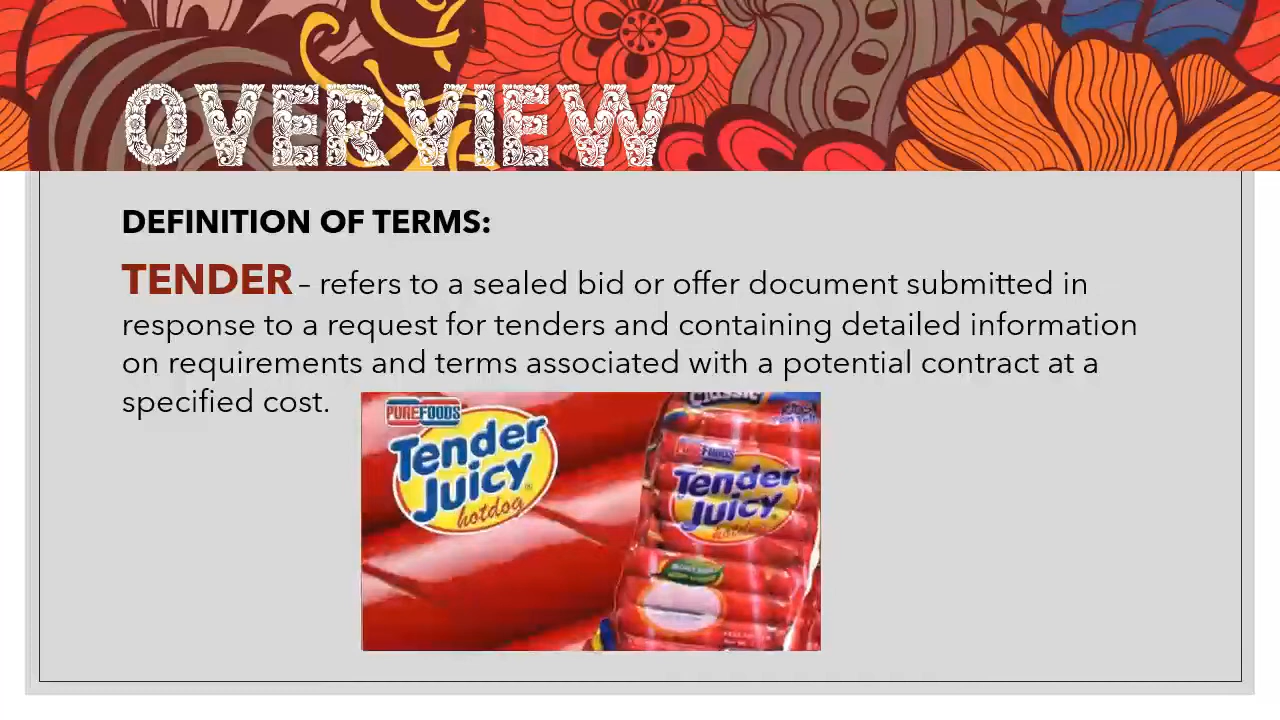 OVERVIEW
DEFINITION OF TERMS:
TENDER – refers to a sealed bid or offer document submitted in
response to a request for tenders and containing detailed information
on requirements and terms associated with a potential contract at a
specified cost.
PUREFOODS
Tender
Juicy
hotdog
Classic
PUREFOODS
Tender
Juicy
hotdog